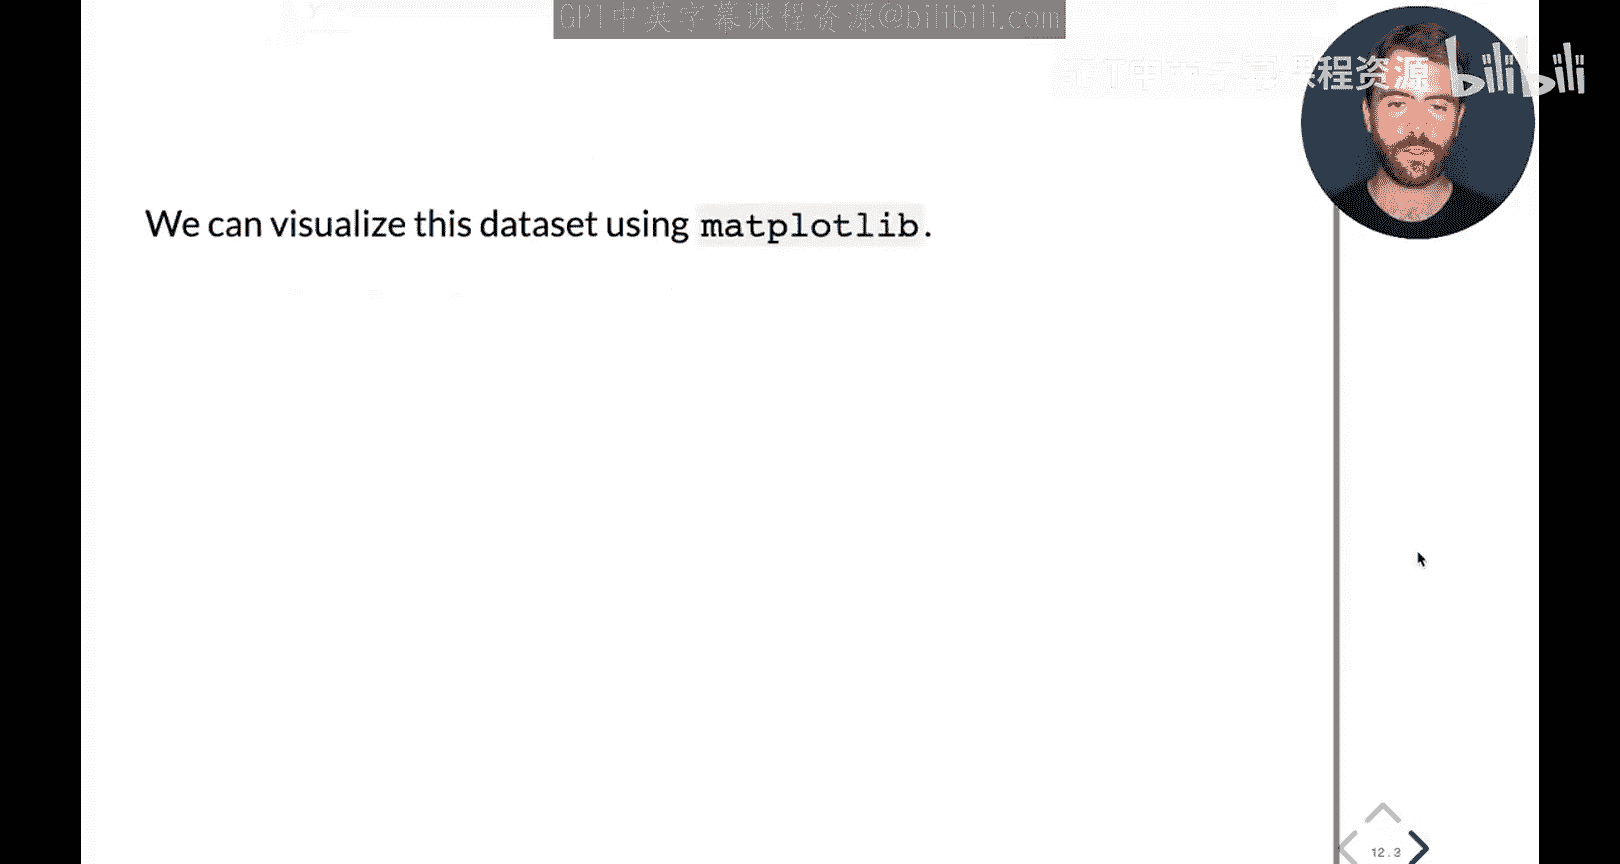 GPT中英字幕课程资源@bilibili.com
课程资源 bilibili
We can visualize this dataset using matplotlib.
12.3